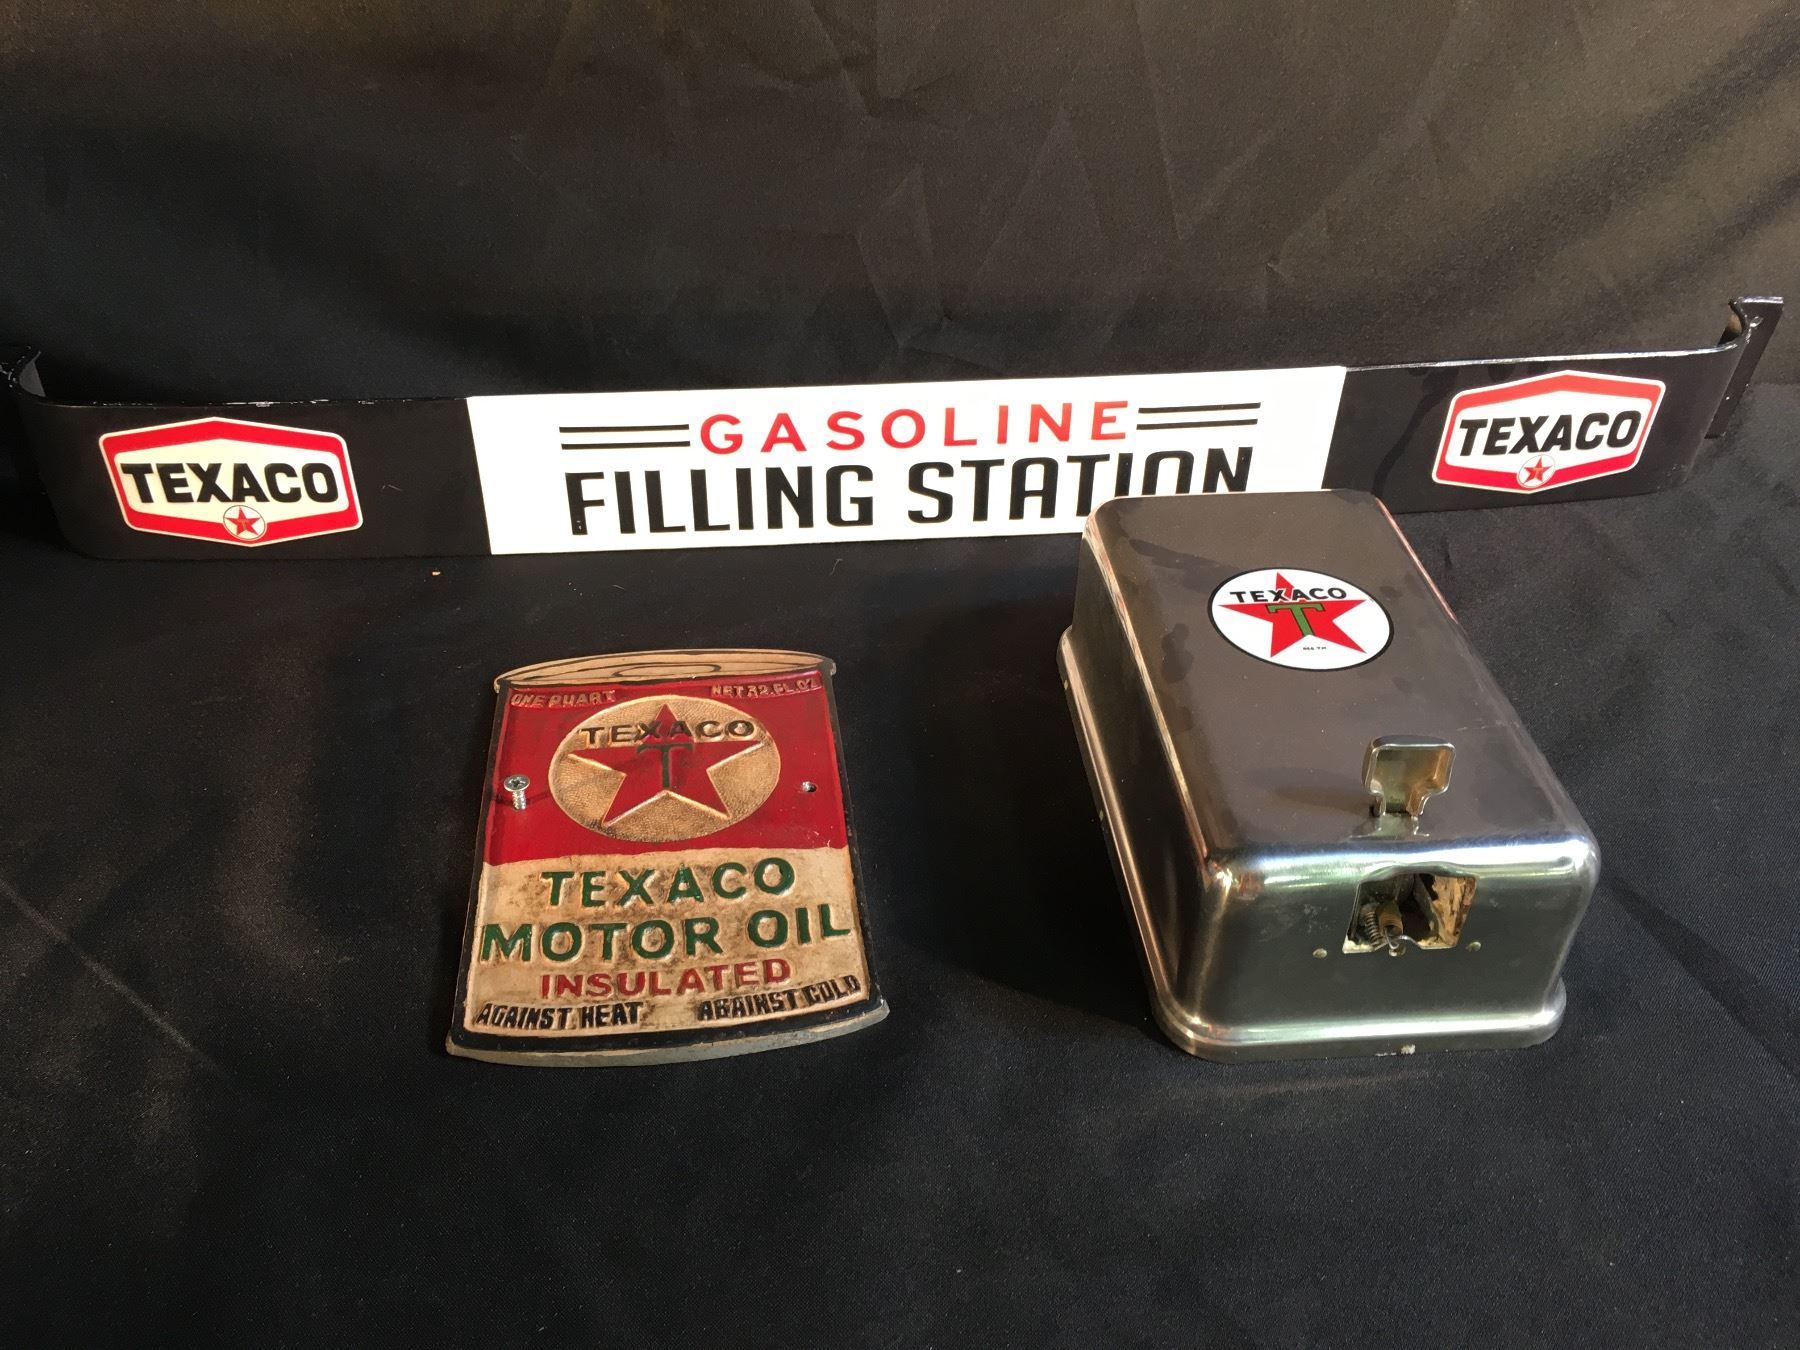 TEXACO
T
GASOLINE
FILLING STATION
TEXACO
T
TEXACO
T
ONE QUART NET 32 FL. OZ.
TEXACO
T
TEXACO
MOTOR OIL
INSULATED
AGAINST HEAT AGAINST COLD